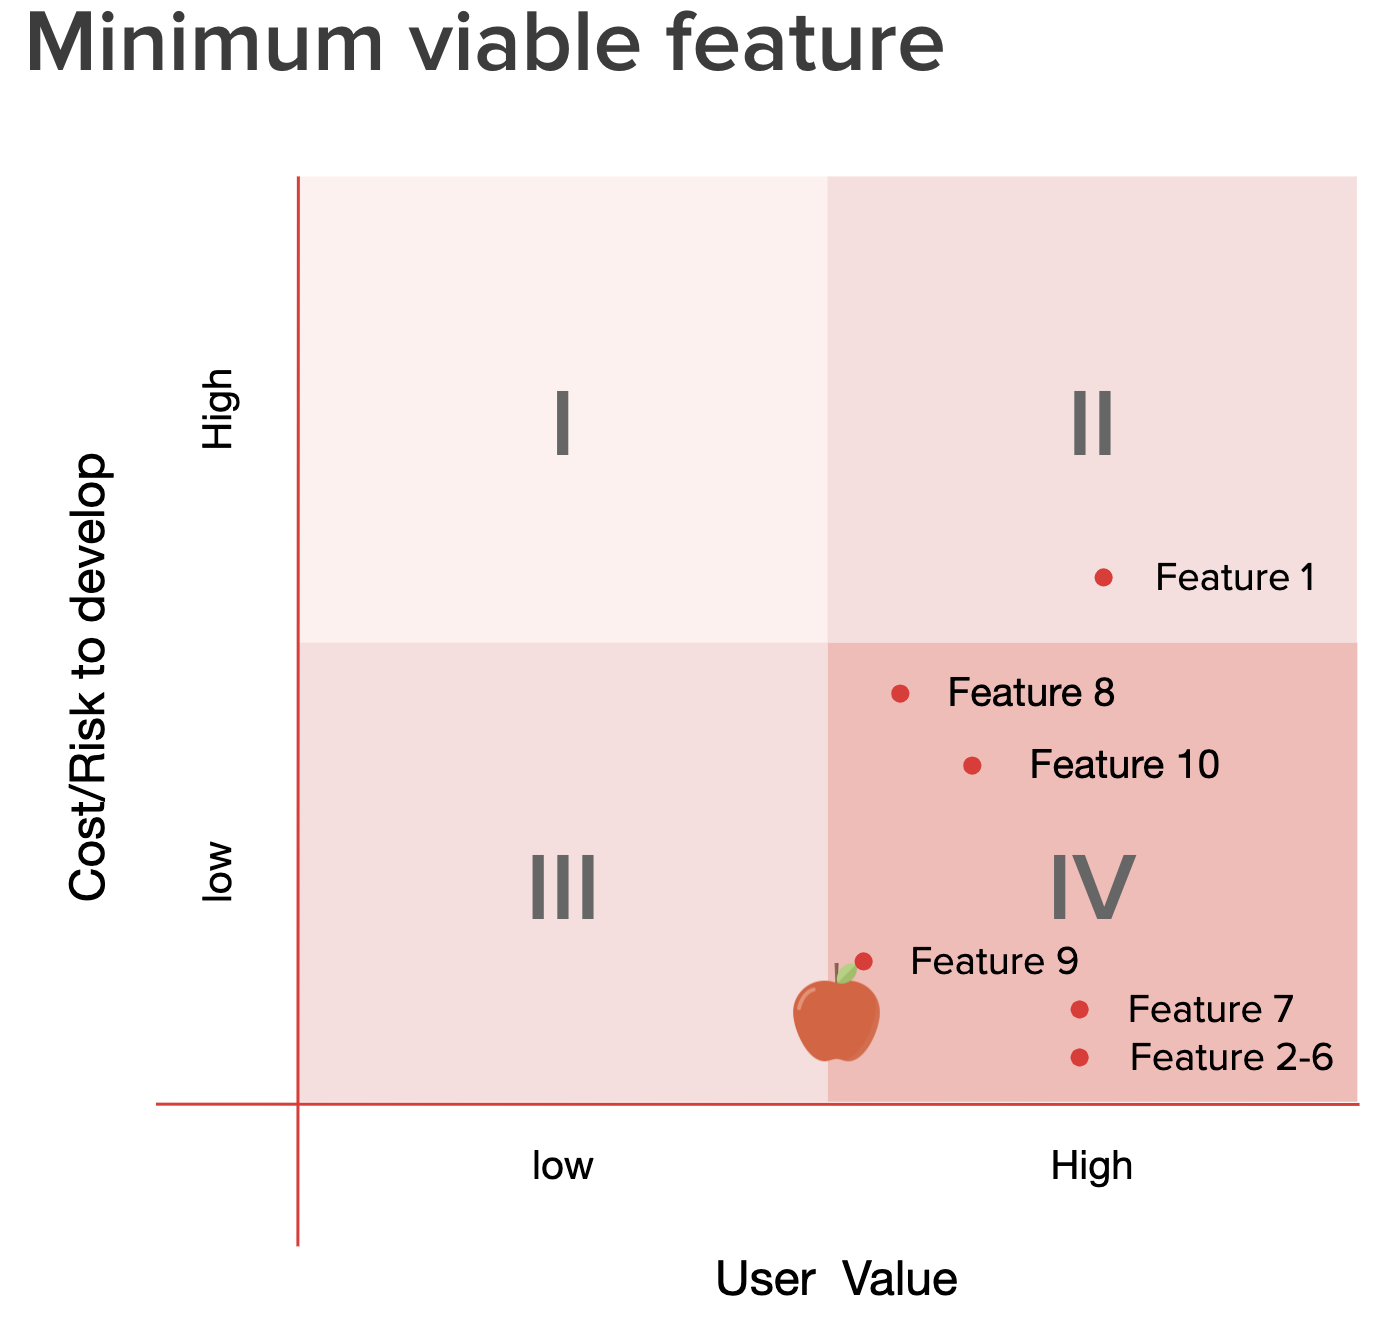 Minimum viable feature
High
I
II
Cost/Risk to develop
Feature 1
Feature 8
Feature 10
low
III
IV
Feature 9
Feature 7
Feature 2-6
low
High
User Value